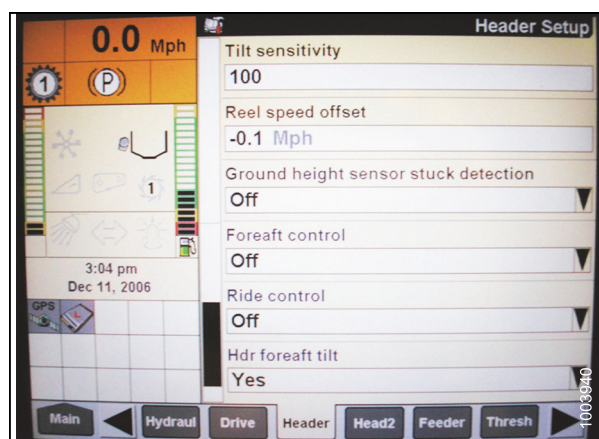 0.0 Mph
1
(P)
1
3:04 pm
Dec 11, 2006
GPS
Header Setup
Tilt sensitivity
100
Reel speed offset
-0.1 Mph
Ground height sensor stuck detection
Off
Foreaft control
Off
Ride control
Off
Hdr foreaft tilt
Yes
Main
Hydraul
Drive
Header
Head2
Feeder
Thresh
1003940